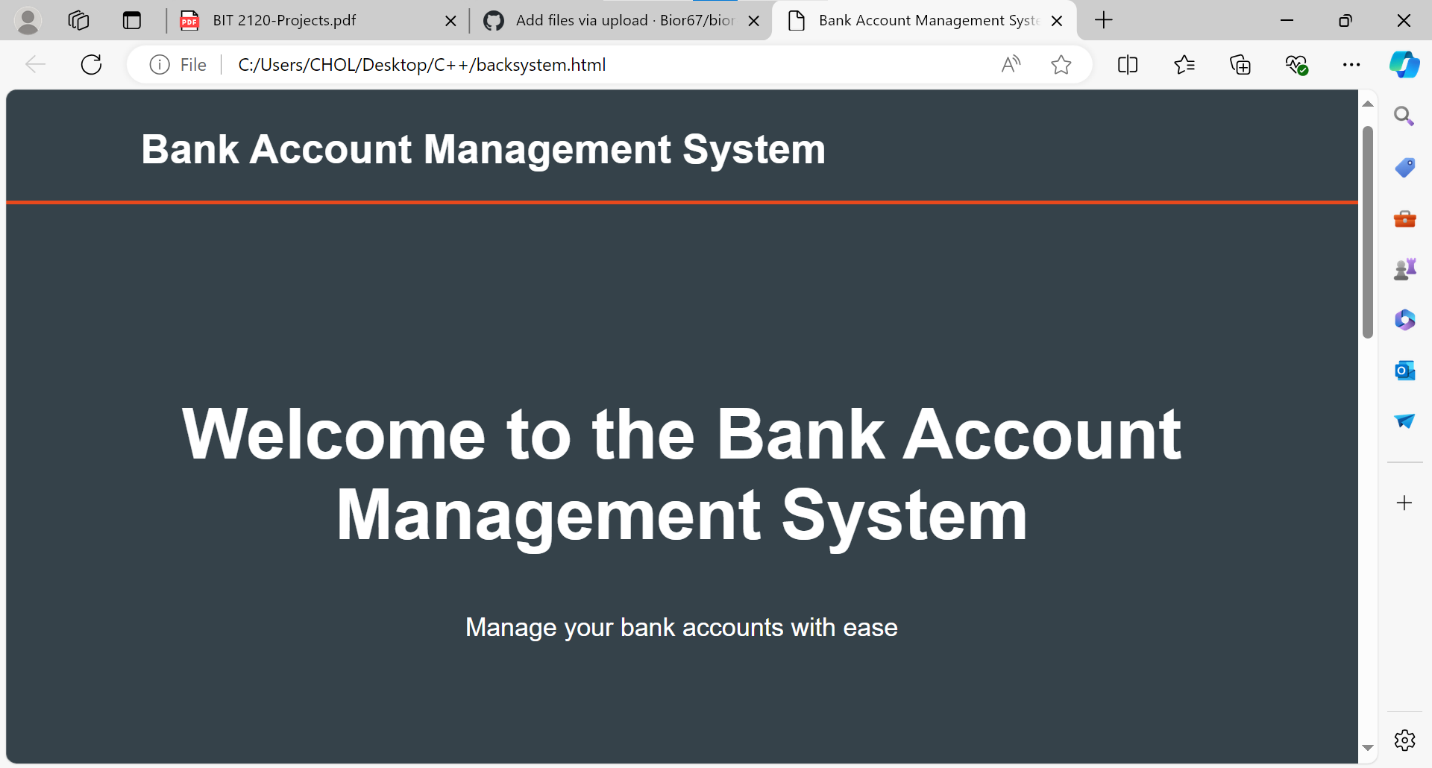 BIT 2120-Projects.pdf
Add files via upload · Bior67/bior
Bank Account Management Syste
File
C:/Users/CHOL/Desktop/C++/backsystem.html
Bank Account Management System
Welcome to the Bank Account
Management System
Manage your bank accounts with ease